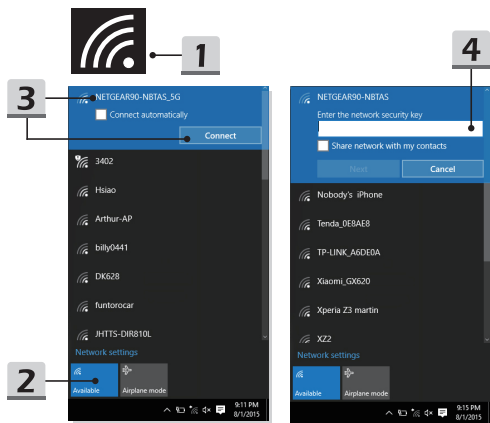 1
3
NETGEAR90-NBTAS_5G
Connect automatically
Connect
3402
Hsiao
Arthur-AP
billy0441
DK628
funtorocar
JHTTS-DIR810L
Network settings
2
Available
Airplane mode
9:11 PM
8/1/2015
4
NETGEAR90-NBTAS
Enter the network security key
Share network with my contacts
Next
Cancel
Nobody's iPhone
Tenda_0E8AE8
TP-LINK_A6DE0A
Xiaomi_GX620
Xperia Z3 martin
XZ2
Network settings
Available
Airplane mode
9:15 PM
8/1/2015